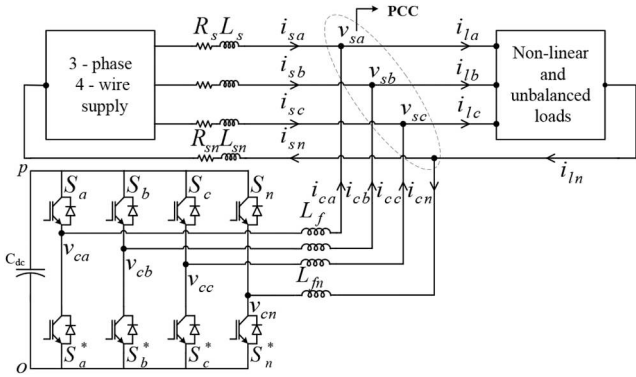 PCC
R_s L_s
i_sa
v_sa
i_la
3 - phase
4 - wire
supply
i_sb
v_sb
i_lb
Non-linear
and
unbalanced
loads
i_sc
v_sc
i_lc
R_sn L_sn
i_sn
i_ln
p
S_a
S_b
S_c
S_n
i_ca
i_cb
i_cc
i_cn
L_f
v_ca
v_cb
v_cc
v_cn
L_fn
C_dc
S_a^*
S_b^*
S_c^*
S_n^*
o